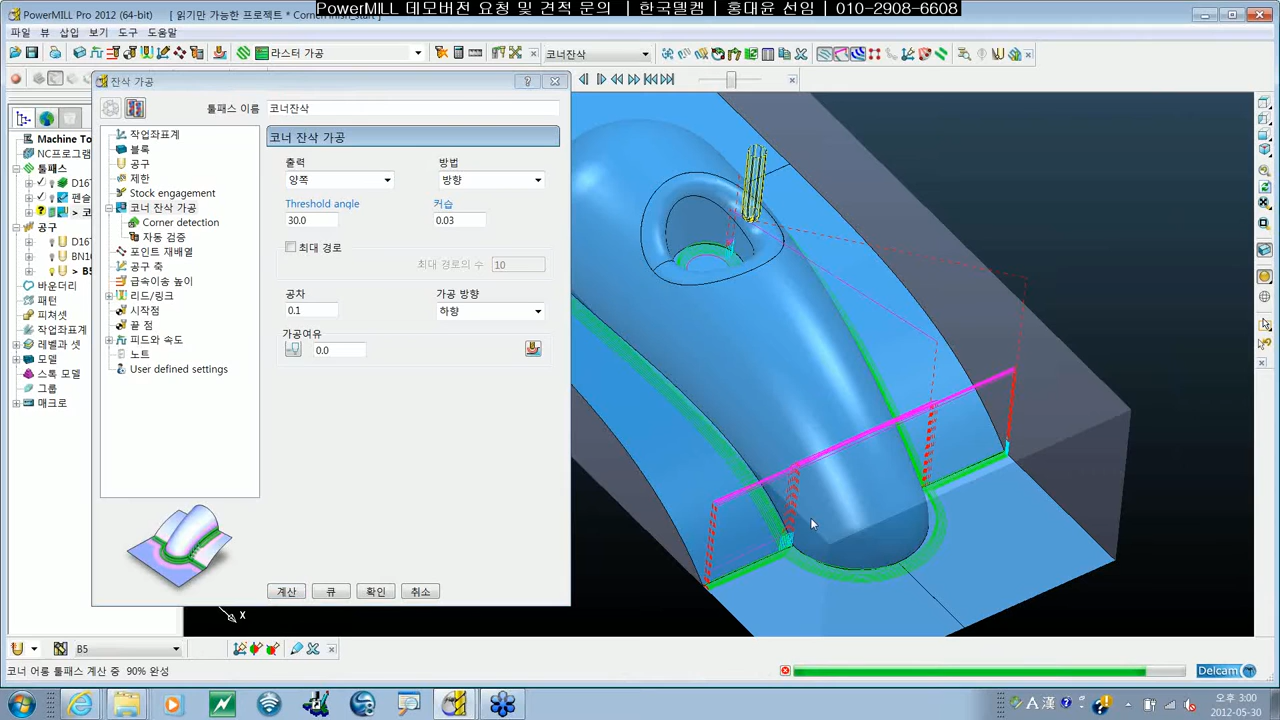 PowerMILL 데모버전 요청 및 견적 문의 | 한국델켐 | 홍대윤 선임 | 010-2908-6608
PowerMILL Pro 2012 (64-bit) - [ 읽기만 가능한 프로젝트 * CornerFinish_start ]
파일 뷰 삽입 보기 도구 도움말
라스터 가공
코너잔삭
잔삭 가공
툴패스 이름
코너잔삭
작업좌표계
블록
공구
제한
Stock engagement
코너 잔삭 가공
Corner detection
자동 검증
포인트 재배열
공구 축
급속이송 높이
리드/링크
시작점
끝 점
피드와 속도
노트
User defined settings
코너 잔삭 가공
출력
방법
양쪽
방향
Threshold angle
커습
30.0
0.03
최대 경로
최대 경로의 수
10
공차
가공 방향
0.1
하향
가공여유
0.0
계산
큐
확인
취소
Machine To
NC프로그램
툴패스
D16T
펜슬
> 코
공구
D16T
BN10
> B5
바운더리
패턴
피쳐셋
작업좌표계
레벨과 셋
모델
스톡 모델
그룹
매크로
X
B5
코너 어롱 툴패스 계산 중 90% 완성
Delcam
A 漢
오후 3:00
2012-05-30